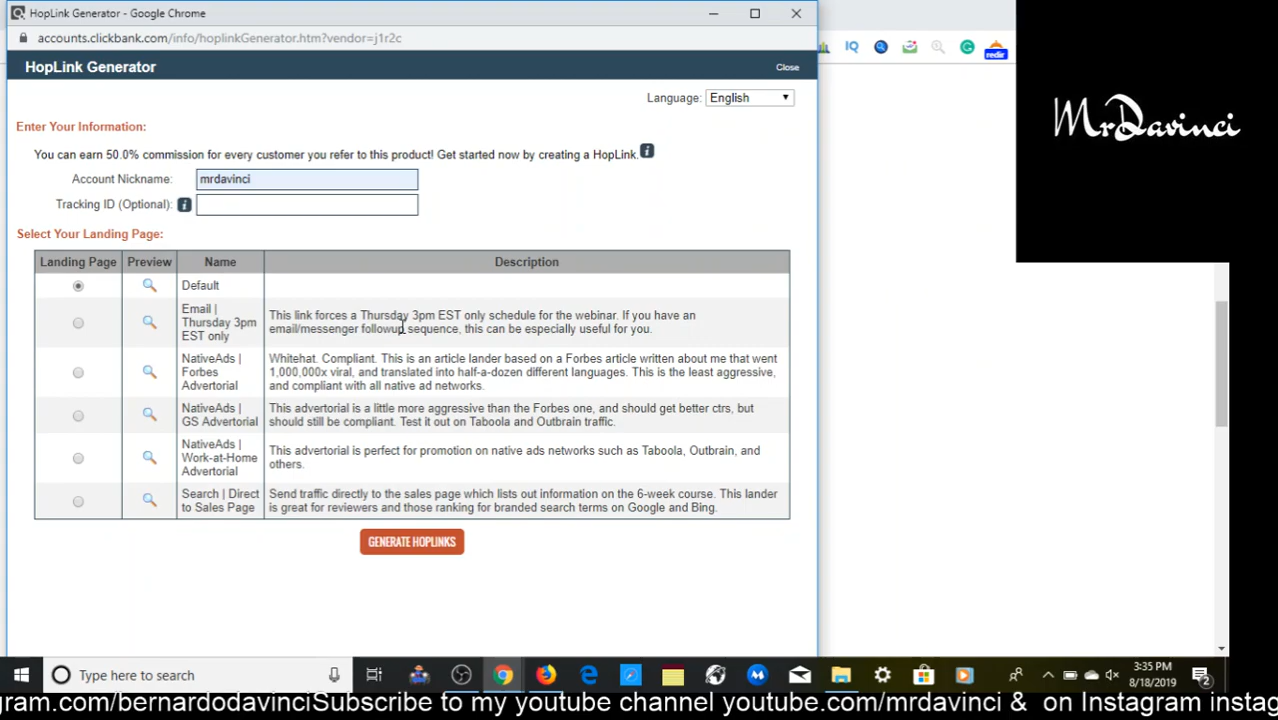 HopLink Generator - Google Chrome
accounts.clickbank.com/info/hoplinkGenerator.htm?vendor=j1r2c
HopLink Generator
Close
Language: English
Enter Your Information:
You can earn 50.0% commission for every customer you refer to this product! Get started now by creating a HopLink.
Account Nickname: mrdavinci
Tracking ID (Optional):
Select Your Landing Page:
Landing Page Preview Name Description
Default
Email |
Thursday 3pm
EST only
This link forces a Thursday 3pm EST only schedule for the webinar. If you have an
email/messenger followup sequence, this can be especially useful for you.
NativeAds |
Forbes
Advertorial
Whitehat. Compliant. This is an article lander based on a Forbes article written about me that went
1,000,000x viral, and translated into half-a-dozen different languages. This is the least aggressive,
and compliant with all native ad networks.
NativeAds |
GS Advertorial
This advertorial is a little more aggressive than the Forbes one, and should get better ctrs, but
should still be compliant. Test it out on Taboola and Outbrain traffic.
NativeAds |
Work-at-Home
Advertorial
This advertorial is perfect for promotion on native ads networks such as Taboola, Outbrain, and
others.
Search | Direct
to Sales Page
Send traffic directly to the sales page which lists out information on the 6-week course. This lander
is great for reviewers and those ranking for branded search terms on Google and Bing.
GENERATE HOPLINKS
IQ
redir
MrDavinci
Type here to search
3:35 PM
8/18/2019
2
gram.com/bernardodavinciSubscribe to my youtube channel youtube.com/mrdavinci & on Instagram instag